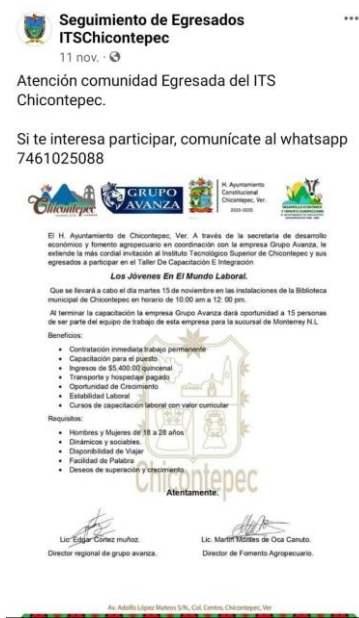 Seguimiento de Egresados
ITSChicontepec
11 nov. ·
Atención comunidad Egresada del ITS
Chicontepec.
Si te interesa participar, comunícate al whatsapp
7461025088
Chicontepec
GRUPO
AVANZA
H. Ayuntamiento
Constitucional
Chicontepec, Ver.
2022-2025
El H. Ayuntamiento de Chicontepec, Ver. A través de la secretaria de desarrollo
económico y fomento agropecuario en coordinación con la empresa Grupo Avanza, le
extiende la más cordial invitación al Instituto Tecnológico Superior de Chicontepec y sus
egresados a participar en el Taller De Capacitación E Integración
Los Jóvenes En El Mundo Laboral.
Que se llevará a cabo el día martes 15 de noviembre en las instalaciones de la Biblioteca
municipal de Chicontepec en horario de 10:00 am a 12: 00 pm.
Al terminar la capacitación la empresa Grupo Avanza dará oportunidad a 15 personas
de ser parte del equipo de trabajo de esta empresa para la sucursal de Monterrey N.L
Beneficios:
• Contratación inmediata trabajo permanente
• Capacitación para el puesto
• Ingresos de $5,400.00 quincenal
• Transporte y hospedaje pagado
• Oportunidad de Crecimiento
• Estabilidad Laboral
• Cursos de capacitación laboral con valor curricular
Requisitos:
• Hombres y Mujeres de 18 a 28 años
• Dinámicos y sociables.
• Disponibilidad de Viajar
• Facilidad de Palabra
• Deseos de superación y crecimiento
Chicontepec
Atentamente.
Lic. Edgar Cortez muñoz.
Director regional de grupo avanza.
Lic. Martin Montes de Oca Canuto.
Director de Fomento Agropecuario.
Av. Adolfo López Mateos S/N., Col. Centro, Chicontepec, Ver